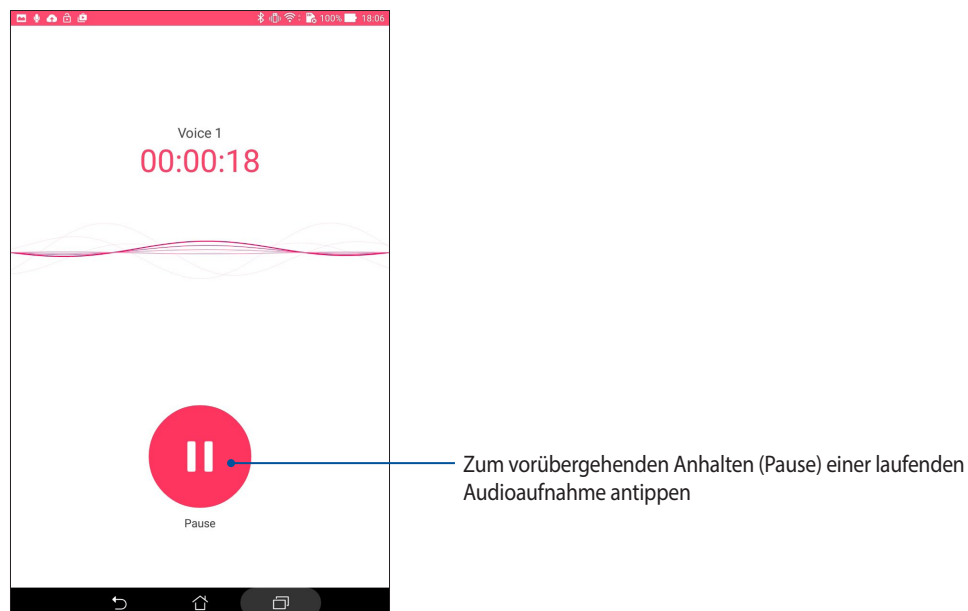 100% 18:06
Voice 1
00:00:18
Zum vorübergehenden Anhalten (Pause) einer laufenden
Audioaufnahme antippen
Pause